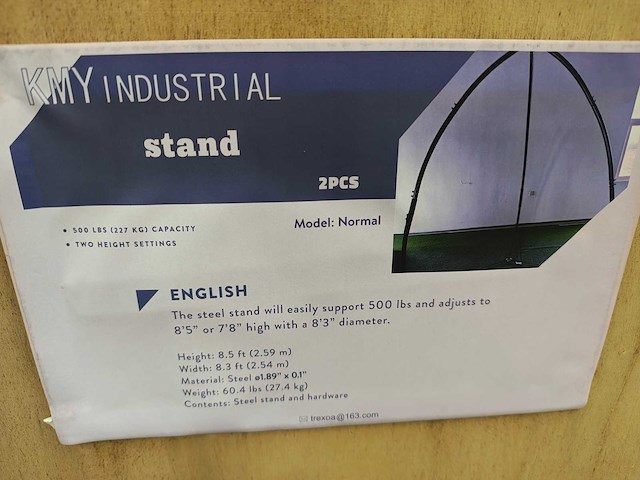 KMY INDUSTRIAL
stand
2PCS
• 500 LBS (227 KG) CAPACITY
• TWO HEIGHT SETTINGS
Model: Normal
ENGLISH
The steel stand will easily support 500 lbs and adjusts to
8'5" or 7'8" high with a 8'3" diameter.
Height: 8.5 ft (2.59 m)
Width: 8.3 ft (2.54 m)
Material: Steel ø1.89" x 0.1"
Weight: 60.4 lbs (27.4 kg)
Contents: Steel stand and hardware
trexoa@163.com